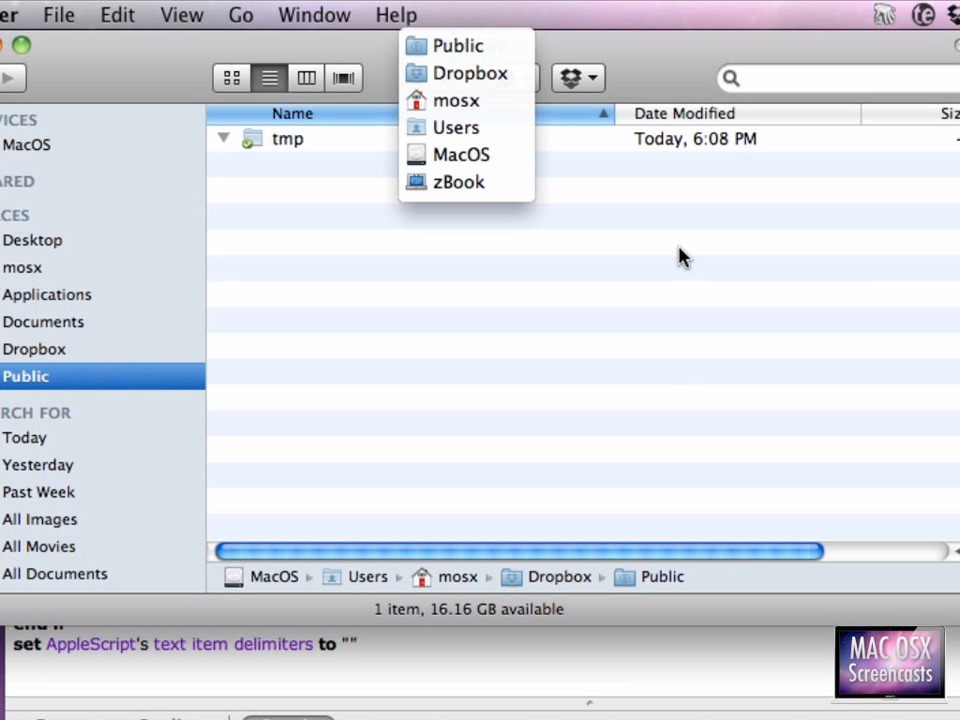 er File Edit View Go Window Help
Public
Dropbox
mosx
Users
MacOS
zBook
Name Date Modified Siz
tmp Today, 6:08 PM -
ICES
MacOS
ARED
CES
Desktop
mosx
Applications
Documents
Dropbox
Public
RCH FOR
Today
Yesterday
Past Week
All Images
All Movies
All Documents
MacOS Users mosx Dropbox Public
1 item, 16.16 GB available
end if
set AppleScript's text item delimiters to ""
MAC OSX
Screencasts